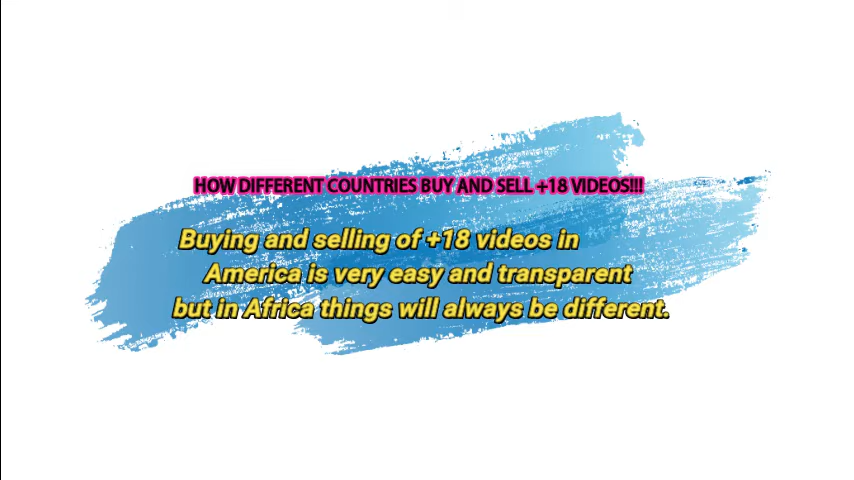 HOW DIFFERENT COUNTRIES BUY AND SELL +18 VIDEOS!!!
Buying and selling of +18 videos in
America is very easy and transparent
but in Africa things will always be different.